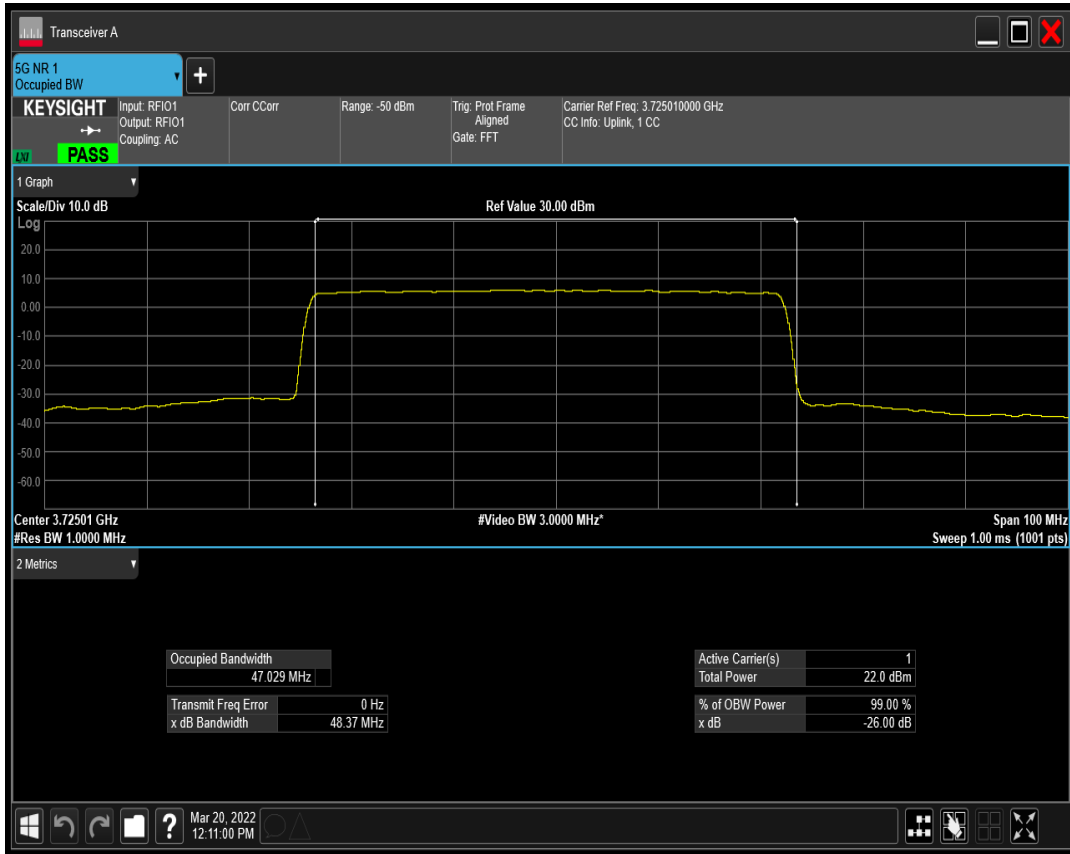 Transceiver A
5G NR 1
Occupied BW
+
KEYSIGHT
LXI
PASS
Input: RFIO1
Output: RFIO1
Coupling: AC
Corr CCorr
Range: -50 dBm
Trig: Prot Frame
Aligned
Gate: FFT
Carrier Ref Freq: 3.725010000 GHz
CC Info: Uplink, 1 CC
1 Graph
Scale/Div 10.0 dB
Ref Value 30.00 dBm
Log
20.0
10.0
0.00
-10.0
-20.0
-30.0
-40.0
-50.0
-60.0
Center 3.72501 GHz
#Video BW 3.0000 MHz*
Span 100 MHz
#Res BW 1.0000 MHz
Sweep 1.00 ms (1001 pts)
2 Metrics
Occupied Bandwidth
47.029 MHz
Transmit Freq Error 0 Hz
x dB Bandwidth 48.37 MHz
Active Carrier(s) 1
Total Power 22.0 dBm
% of OBW Power 99.00 %
x dB -26.00 dB
?
Mar 20, 2022
12:11:00 PM